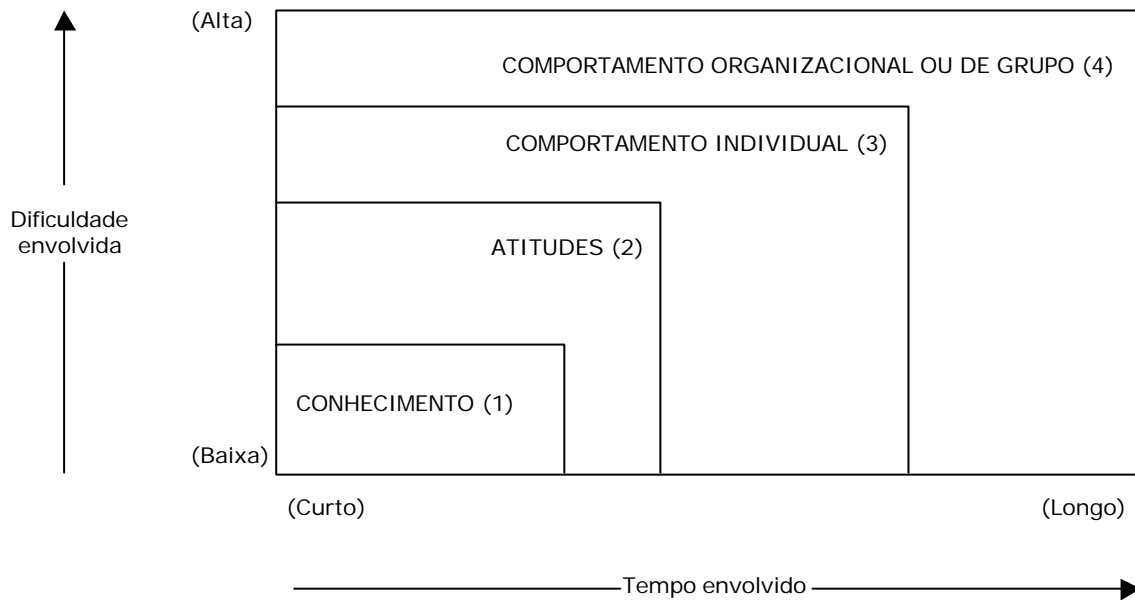 (Alta)
COMPORTAMENTO ORGANIZACIONAL OU DE GRUPO (4)
COMPORTAMENTO INDIVIDUAL (3)
Dificuldade
envolvida
ATITUDES (2)
CONHECIMENTO (1)
(Baixa)
(Curto)
(Longo)
Tempo envolvido